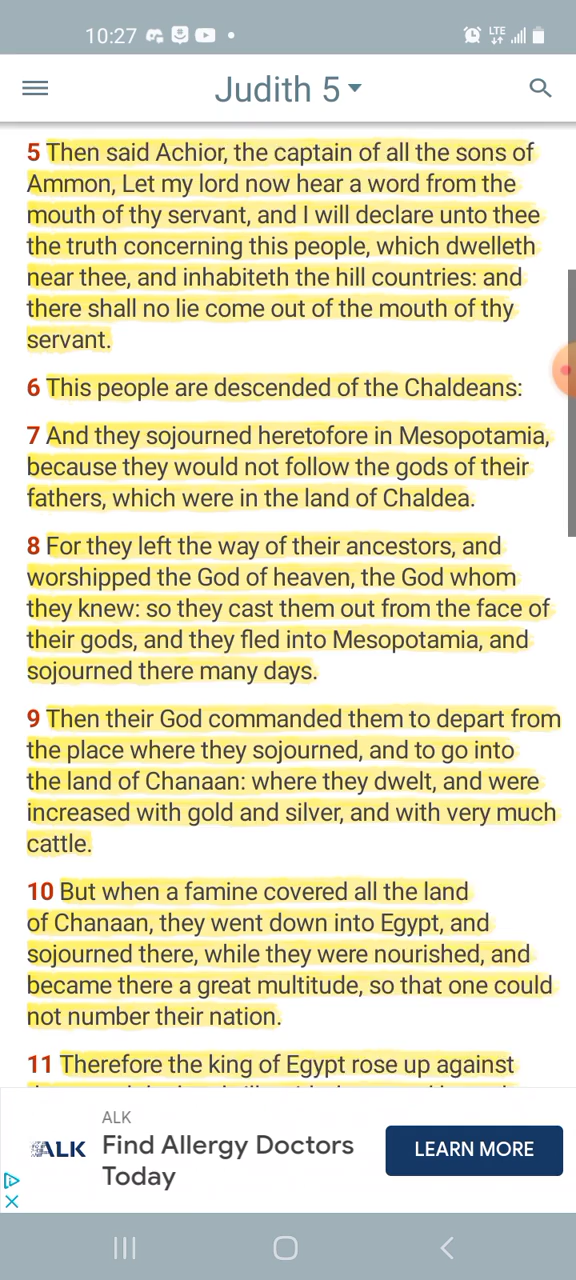 10:27 LTE
Judith 5
5 Then said Achior, the captain of all the sons of
Ammon, Let my lord now hear a word from the
mouth of thy servant, and I will declare unto thee
the truth concerning this people, which dwelleth
near thee, and inhabiteth the hill countries: and
there shall no lie come out of the mouth of thy
servant.
6 This people are descended of the Chaldeans:
7 And they sojourned heretofore in Mesopotamia,
because they would not follow the gods of their
fathers, which were in the land of Chaldea.
8 For they left the way of their ancestors, and
worshipped the God of heaven, the God whom
they knew: so they cast them out from the face of
their gods, and they fled into Mesopotamia, and
sojourned there many days.
9 Then their God commanded them to depart from
the place where they sojourned, and to go into
the land of Chanaan: where they dwelt, and were
increased with gold and silver, and with very much
cattle.
10 But when a famine covered all the land
of Chanaan, they went down into Egypt, and
sojourned there, while they were nourished, and
became there a great multitude, so that one could
not number their nation.
11 Therefore the king of Egypt rose up against
ALK
ALK
Find Allergy Doctors
Today
LEARN MORE